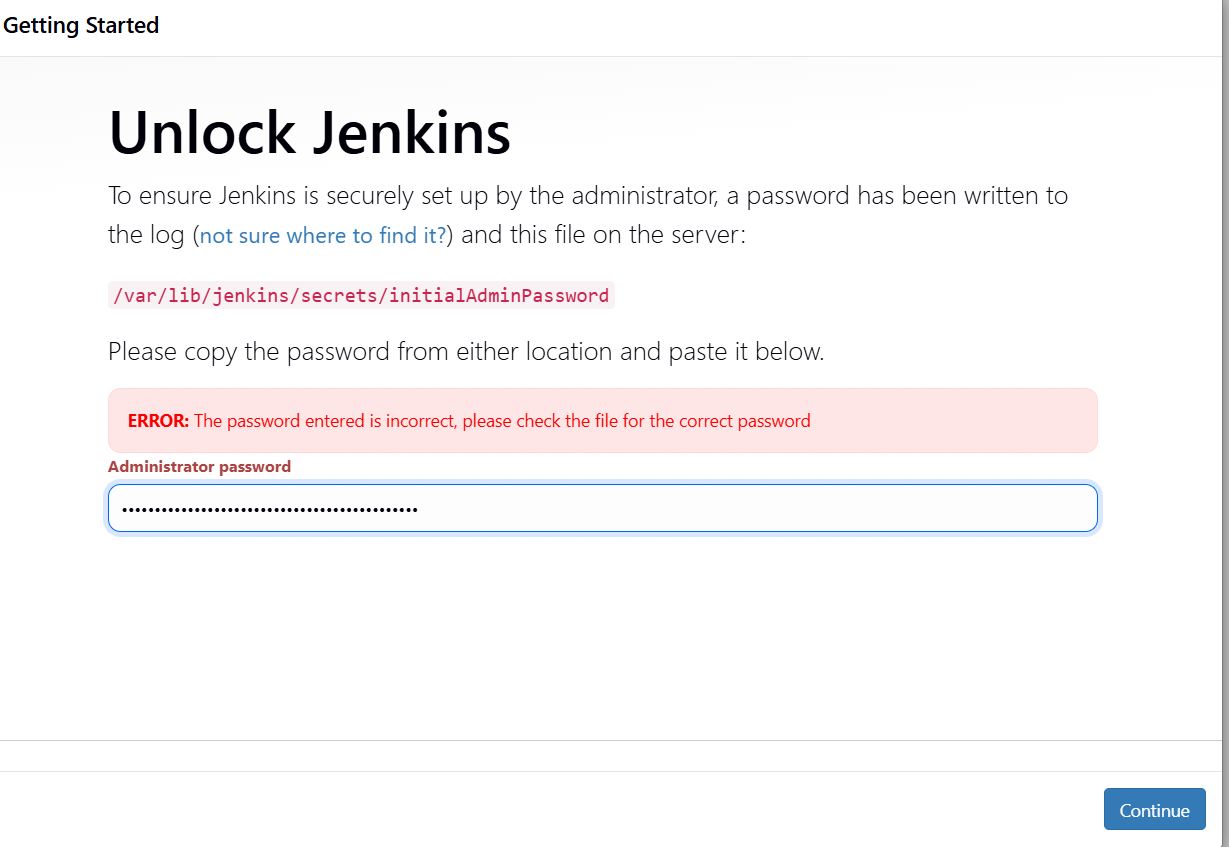 Getting Started
Unlock Jenkins
To ensure Jenkins is securely set up by the administrator, a password has been written to
the log (not sure where to find it?) and this file on the server:
/var/lib/jenkins/secrets/initialAdminPassword
Please copy the password from either location and paste it below.
ERROR: The password entered is incorrect, please check the file for the correct password
Administrator password
Continue